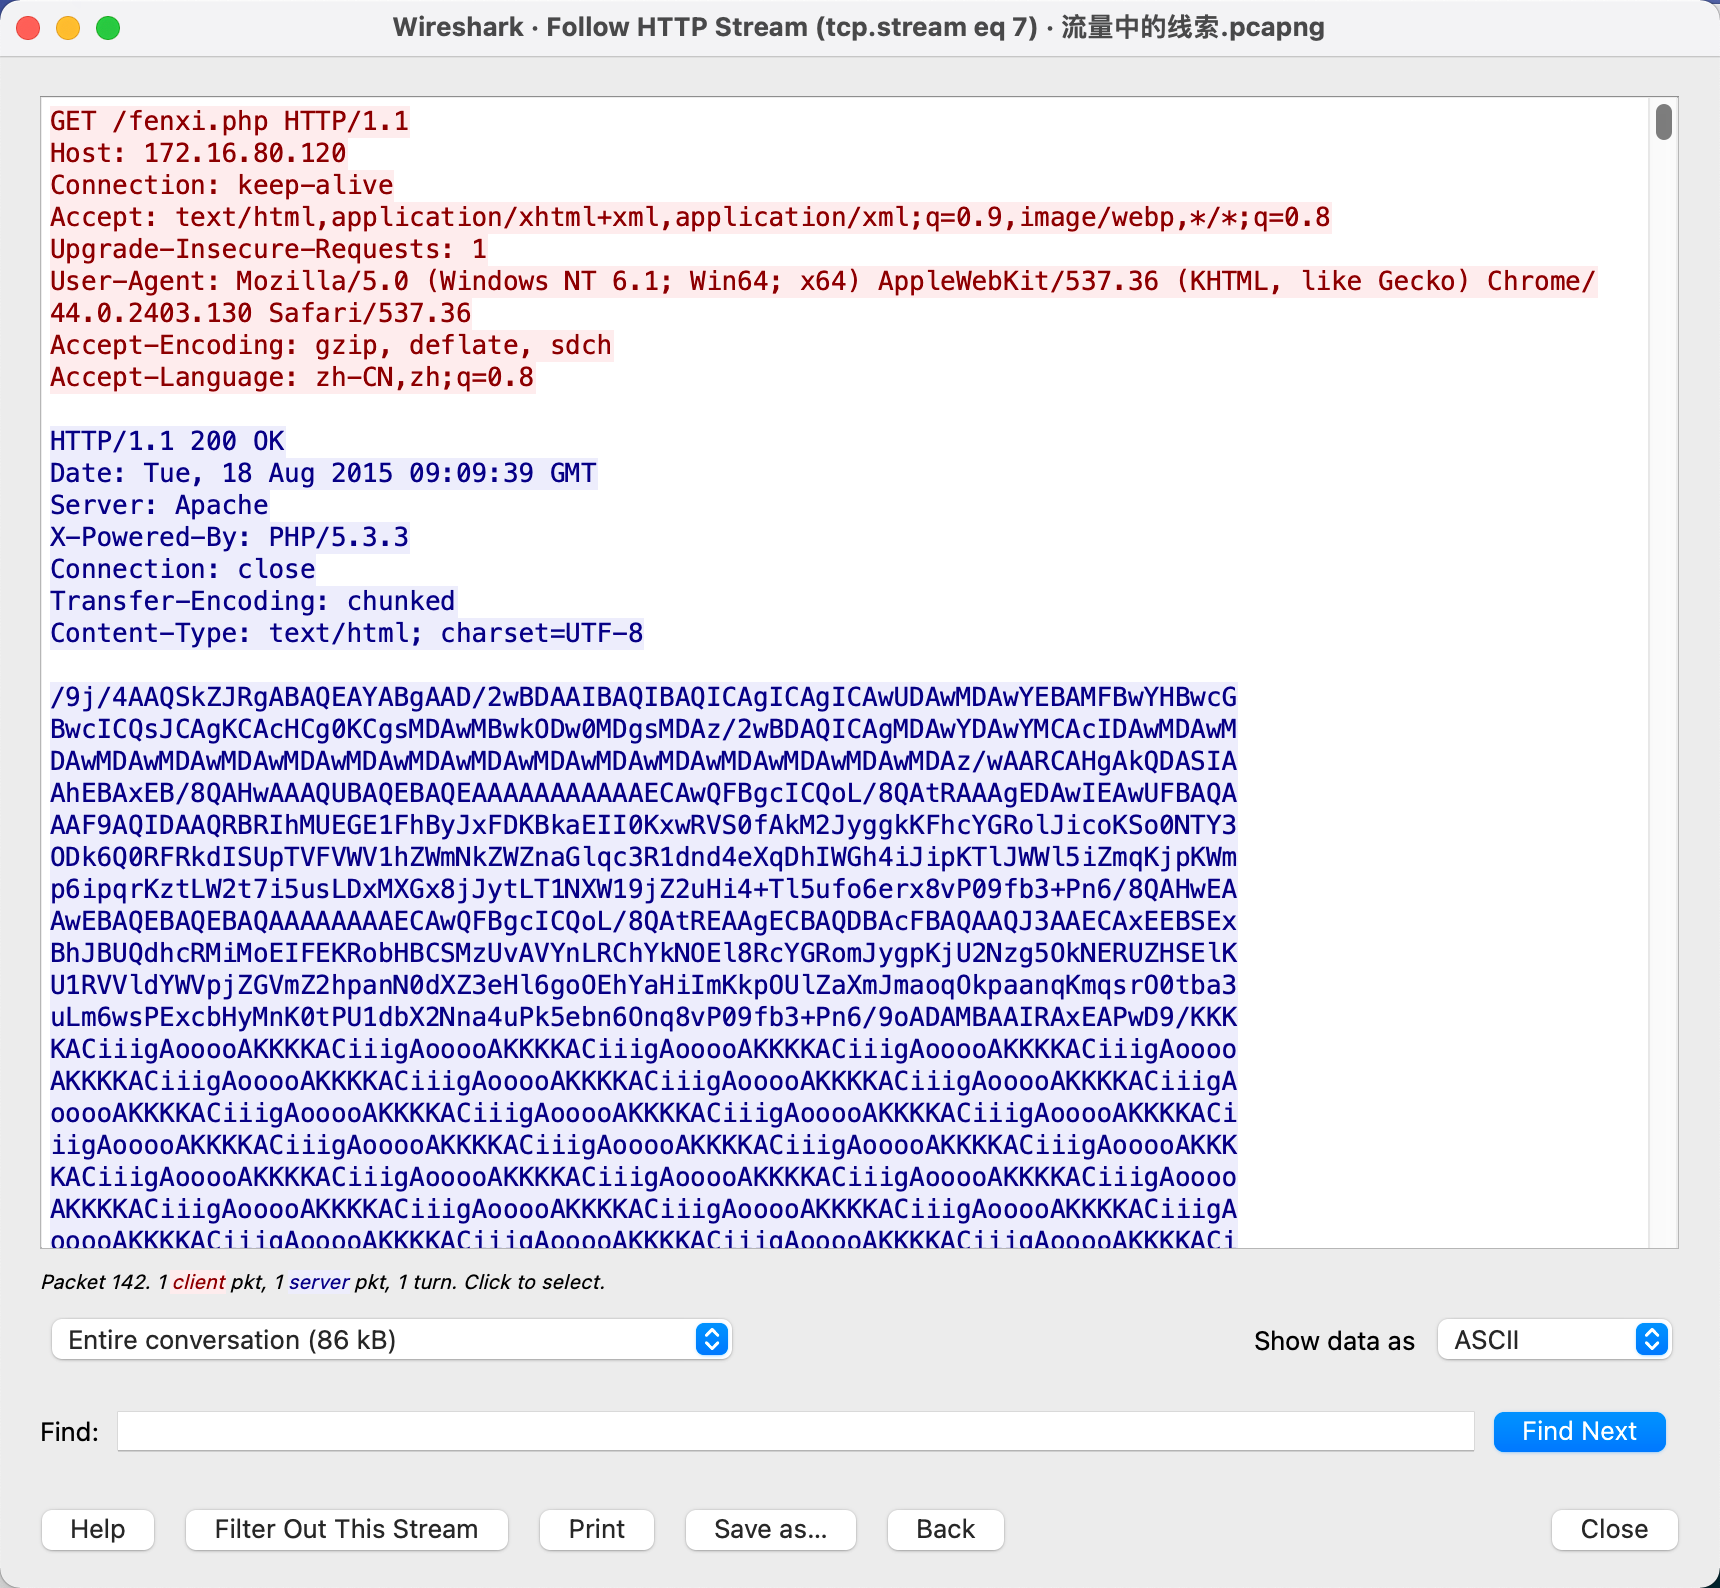 Wireshark · Follow HTTP Stream (tcp.stream eq 7) · 流量中的线索.pcapng
GET /fenxi.php HTTP/1.1
Host: 172.16.80.120
Connection: keep-alive
Accept: text/html,application/xhtml+xml,application/xml;q=0.9,image/webp,*/*;q=0.8
Upgrade-Insecure-Requests: 1
User-Agent: Mozilla/5.0 (Windows NT 6.1; Win64; x64) AppleWebKit/537.36 (KHTML, like Gecko) Chrome/
44.0.2403.130 Safari/537.36
Accept-Encoding: gzip, deflate, sdch
Accept-Language: zh-CN,zh;q=0.8
HTTP/1.1 200 OK
Date: Tue, 18 Aug 2015 09:09:39 GMT
Server: Apache
X-Powered-By: PHP/5.3.3
Connection: close
Transfer-Encoding: chunked
Content-Type: text/html; charset=UTF-8
/9j/4AAQSkZJRgABAQEAYABgAAD/2wBDAAIBAQIBAQICAgICAgICAwUDAwMDAwYEBAMFBwYHBwcG
BwcICQsJCAgKCAcHCg0KCgsMDAwMBwkODw0MDgsMDAz/2wBDAQICAgMDAwYDAwYMCAcIDAwMDAwM
DAwMDAwMDAwMDAwMDAwMDAwMDAwMDAwMDAwMDAwMDAwMDAwMDAwMDAwMDAz/wAARCAHgAkQDASIA
AhEBAxEB/8QAHwAAAQUBAQEBAQEAAAAAAAAAAAECAwQFBgcICQoL/8QAtRAAAgEDAwIEAwUFBAQA
AAF9AQIDAAQRBRIhMUEGE1FhByJxFDKBkaEII0KxwRVS0fAkM2JyggkKFhcYGRolJicoKSo0NTY3
ODk6Q0RFRkdISUpTVFVWV1hZWmNkZWZnaGlqc3R1dnd4eXqDhIWGh4iJipKTlJWWl5iZmqKjpKWm
p6ipqrKztLW2t7i5usLDxMXGx8jJytLT1NXW19jZ2uHi4+Tl5ufo6erx8vP09fb3+Pn6/8QAHwEA
AwEBAQEBAQEBAQAAAAAAAAECAwQFBgcICQoL/8QAtREAAgECBAQDBAcFBAQAAQJ3AAECAxEEBSEx
BhJBUQdhcRMiMoEIFEKRobHBCSMzUvAVYnLRChYkNOEl8RcYGRomJygpKjU2Nzg5OkNERUZHSElK
U1RVVldYWVpjZGVmZ2hpanN0dXZ3eHl6goOEhYaHiImKkpOUlZaXmJmaoqOkpaanqKmqsrO0tba3
uLm6wsPExcbHyMnK0tPU1dbX2Nna4uPk5ebn6Onq8vP09fb3+Pn6/9oADAMBAAIRAxEAPwD9/KKK
KACiiigAooooAKKKKACiiigAooooAKKKKACiiigAooooAKKKKACiiigAooooAKKKKACiiigAoooo
AKKKKACiiigAooooAKKKKACiiigAooooAKKKKACiiigAooooAKKKKACiiigAooooAKKKKACiiigA
ooooAKKKKACiiigAooooAKKKKACiiigAooooAKKKKACiiigAooooAKKKKACiiigAooooAKKKKACi
iigAooooAKKKKACiiigAooooAKKKKACiiigAooooAKKKKACiiigAooooAKKKKACiiigAooooAKKK
KACiiigAooooAKKKKACiiigAooooAKKKKACiiigAooooAKKKKACiiigAooooAKKKKACiiigAoooo
AKKKKACiiigAooooAKKKKACiiigAooooAKKKKACiiigAooooAKKKKACiiigAooooAKKKKACiiigA
ooooAKKKKACiiigAooooAKKKKACiiigAooooAKKKKACiiigAooooAKKKKACiiigAooooAKKKKACi
Packet 142. 1 client pkt, 1 server pkt, 1 turn. Click to select.
Entire conversation (86 kB)
Show data as ASCII
Find:
Find Next
Help
Filter Out This Stream
Print
Save as…
Back
Close